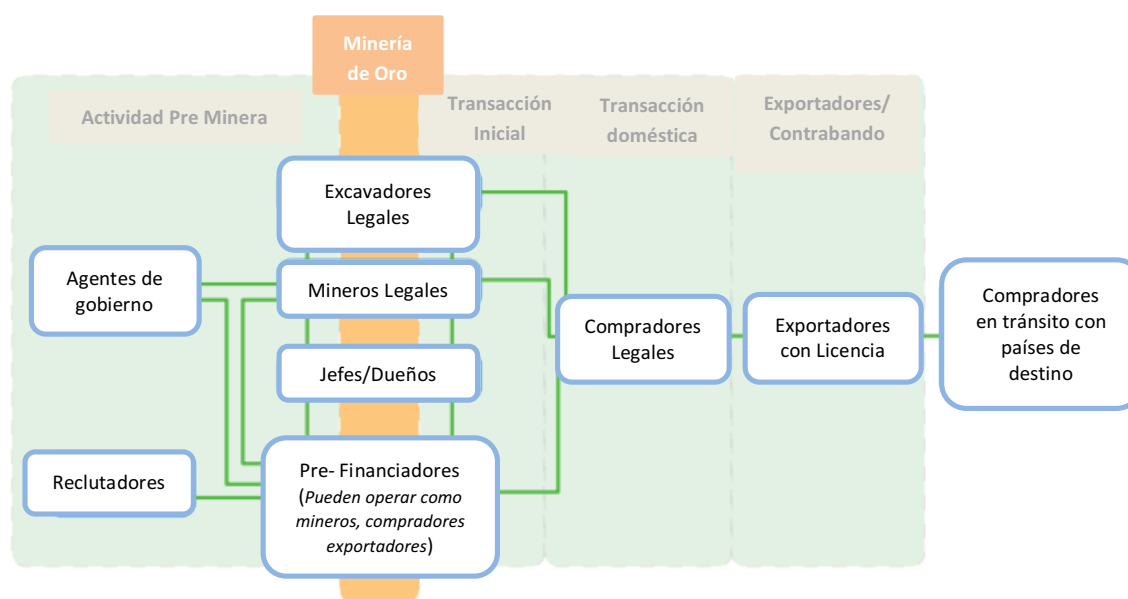 Minería
de Oro
Actividad Pre Minera
Transacción
Inicial
Transacción
doméstica
Exportadores/
Contrabando
Excavadores
Legales
Agentes de
gobierno
Mineros Legales
Jefes/Dueños
Reclutadores
Pre- Financiadores
(Pueden operar como
mineros, compradores
exportadores)
Compradores
Legales
Exportadores
con Licencia
Compradores
en tránsito con
países de
destino